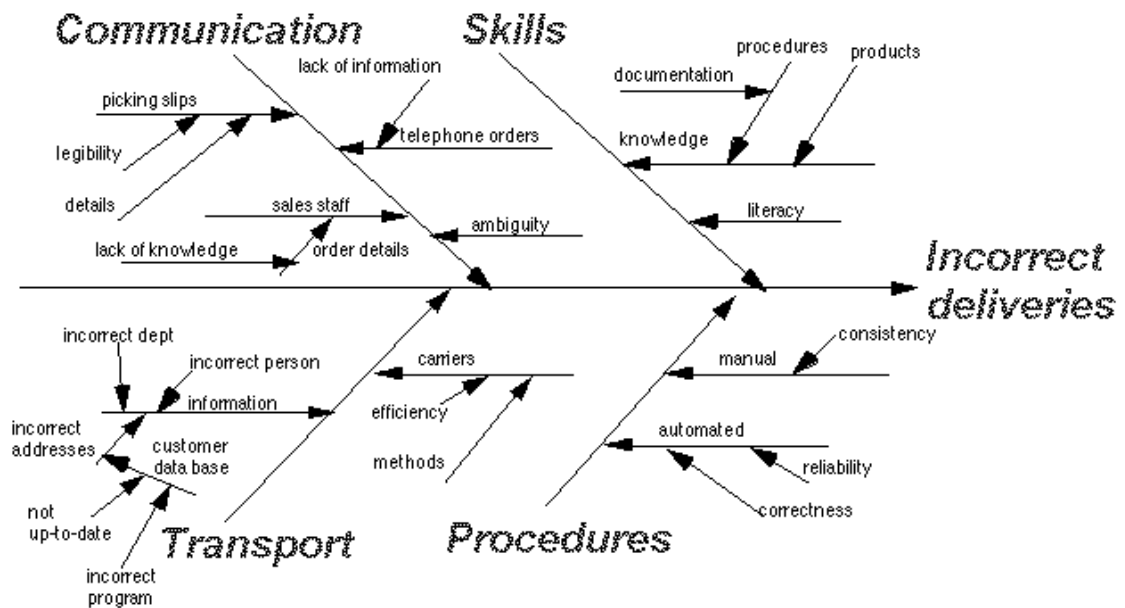 Communication
Skills
procedures
products
lack of information
documentation
picking slips
telephone orders
knowledge
legibility
details
sales staff
ambiguity
literacy
lack of knowledge
order details
Incorrect
deliveries
incorrect dept
incorrect person
carriers
manual
consistency
information
efficiency
incorrect
addresses
customer
data base
methods
automated
reliability
not
up-to-date
correctness
Transport
Procedures
incorrect
program